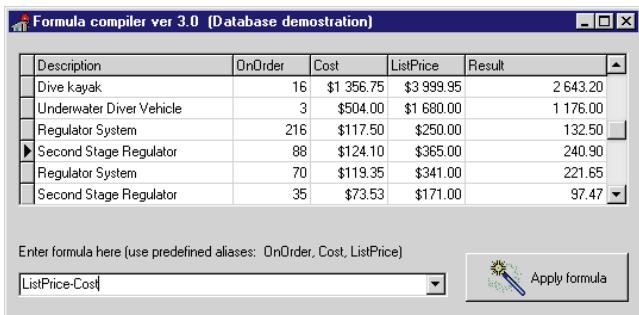 Formula compiler ver 3.0 (Database demostration)
Description OnOrder Cost ListPrice Result
Dive kayak 16 $1 356.75 $3 999.95 2 643.20
Underwater Diver Vehicle 3 $504.00 $1 680.00 1 176.00
Regulator System 216 $117.50 $250.00 132.50
Second Stage Regulator 88 $124.10 $365.00 240.90
Regulator System 70 $119.35 $341.00 221.65
Second Stage Regulator 35 $73.53 $171.00 97.47
Enter formula here (use predefined aliases: OnOrder, Cost, ListPrice)
ListPrice-Cost
Apply formula